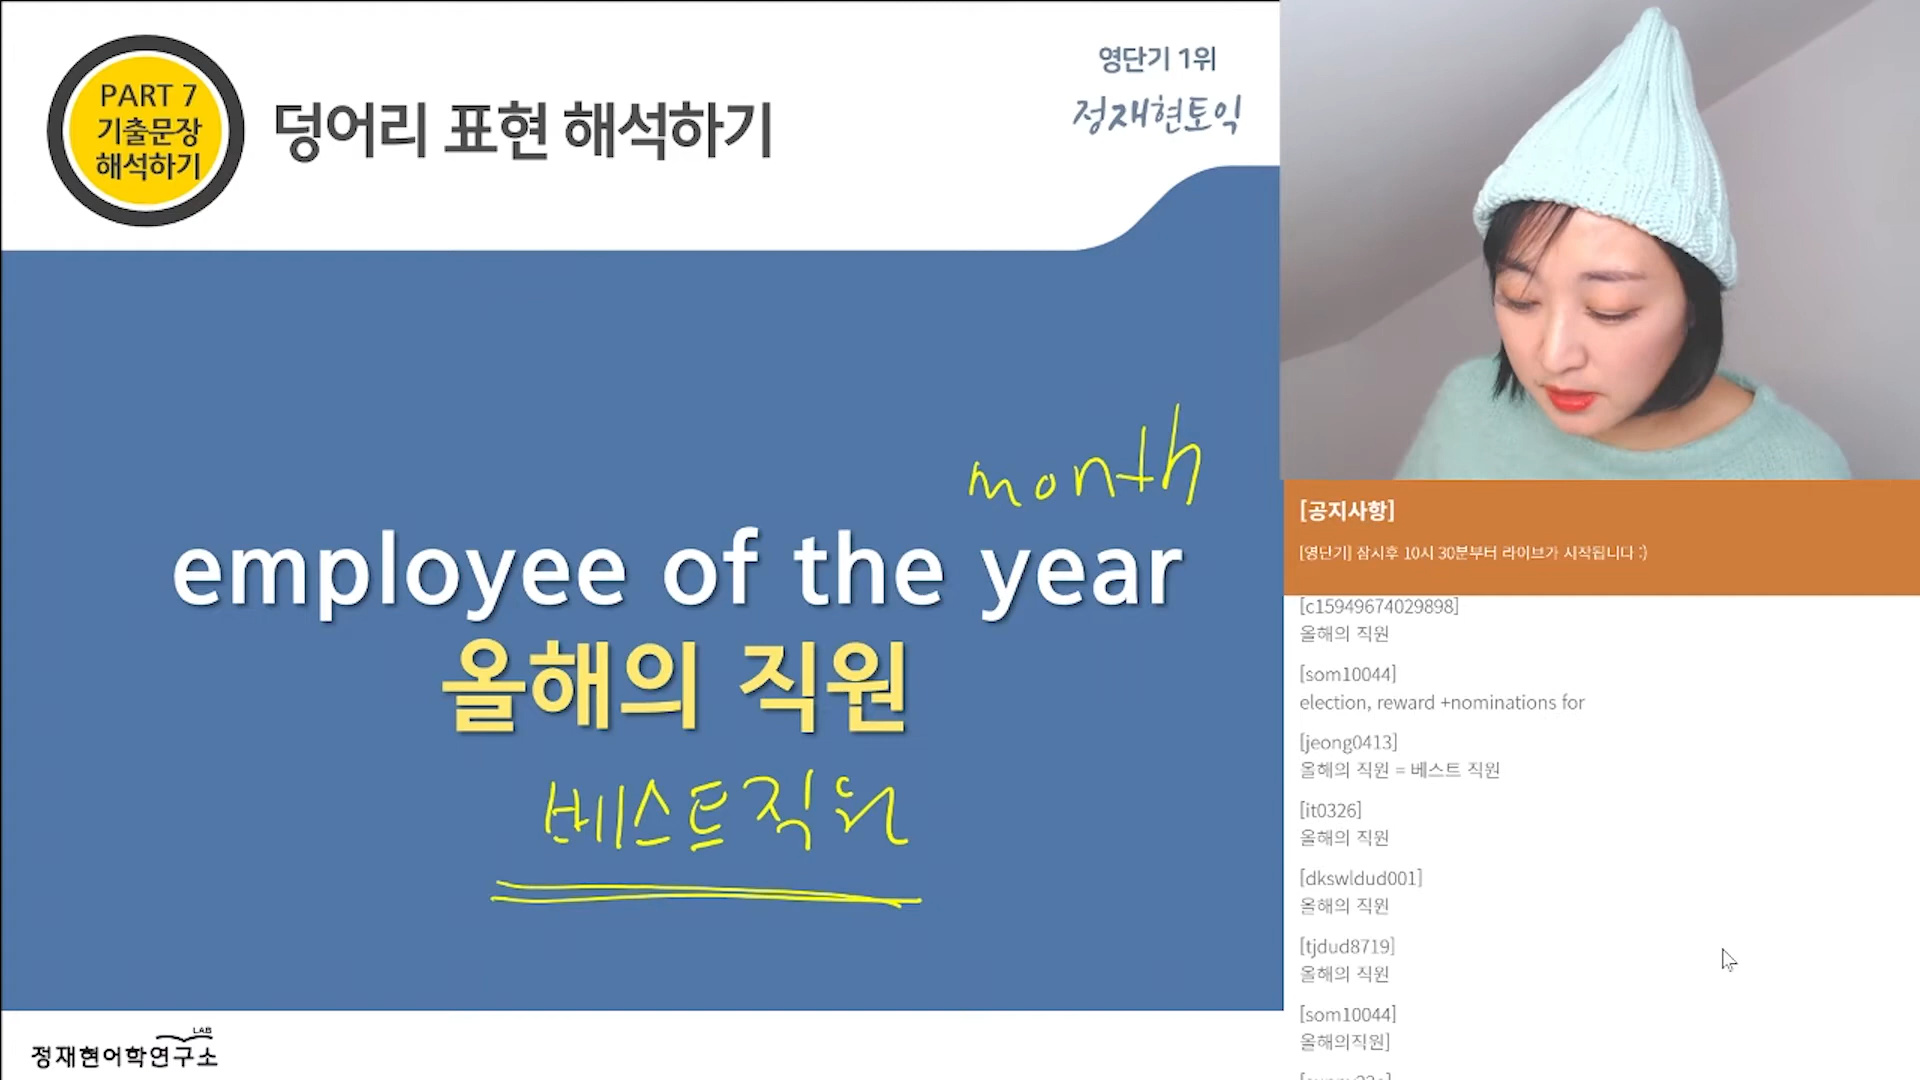 PART 7
기출문장
해석하기
덩어리 표현 해석하기
영단기 1위
정재현토익
month
employee of the year
올해의 직원
베스트직원
LAB
정재현어학연구소
[공지사항]
[영단기] 잠시후 10시 30분부터 라이브가 시작됩니다 :)
[c15949674029898]
올해의 직원
[som10044]
election, reward +nominations for
[jeong0413]
올해의 직원 = 베스트 직원
[it0326]
올해의 직원
[dkswldud001]
올해의 직원
[tjdud8719]
올해의 직원
[som10044]
올해의직원]